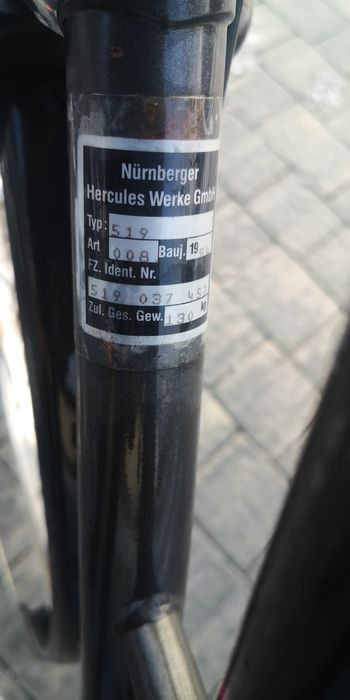 Nürnberger
Hercules Werke GmbH
Typ: 519
Art 008 Bauj. 19
FZ. Ident. Nr.
519 037 457
Zul. Ges. Gew. 130 kg